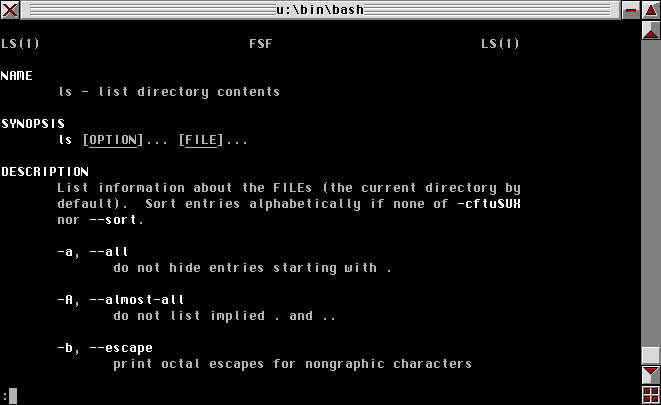 u:\bin\bash
LS(1) FSF LS(1)
NAME
ls - list directory contents
SYNOPSIS
ls [OPTION]... [FILE]...
DESCRIPTION
List information about the FILEs (the current directory by
default). Sort entries alphabetically if none of -cftuSUX
nor --sort.
-a, --all
do not hide entries starting with .
-A, --almost-all
do not list implied . and ..
-b, --escape
print octal escapes for nongraphic characters
: